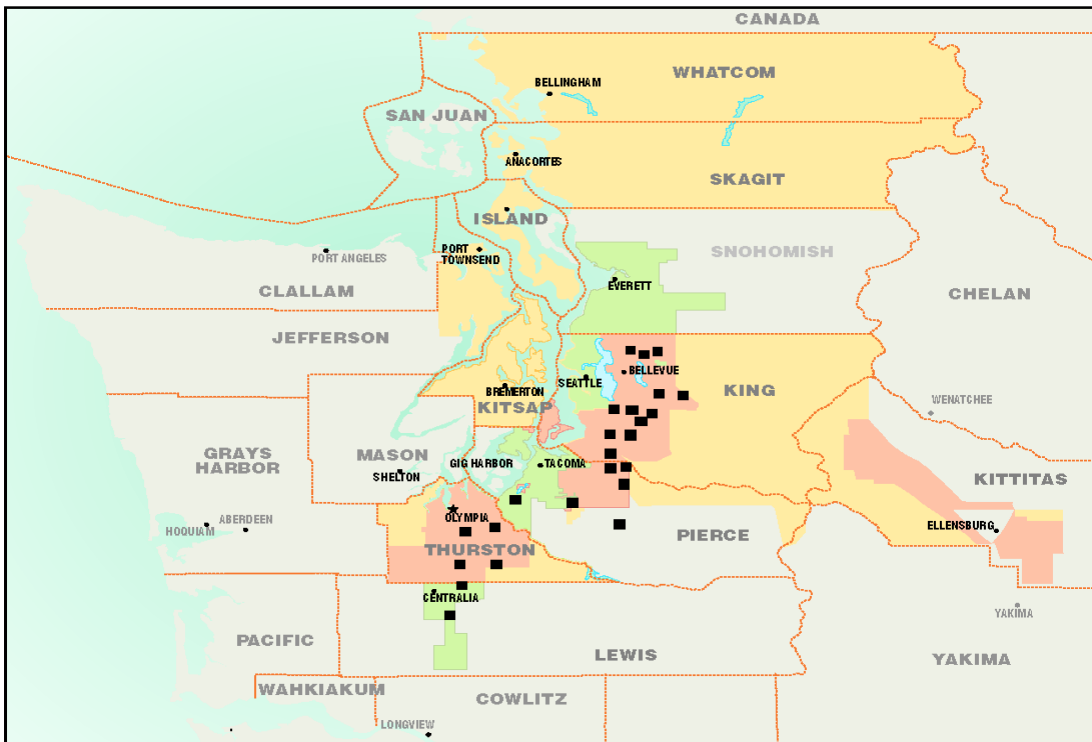 CANADA
WHATCOM
BELLINGHAM
SAN JUAN
ANACORTES
SKAGIT
ISLAND
PORT
TOWNSEND
SNOHOMISH
PORT ANGELES
EVERETT
CLALLAM
CHELAN
JEFFERSON
BELLEVUE
SEATTLE
BREMERTON
KING
KITSAP
WENATCHEE
GRAYS
HARBOR
MASON
SHELTON
GIG HARBOR
TACOMA
KITTITAS
OLYMPIA
HOQUIAM
ABERDEEN
ELLENSBURG
PIERCE
THURSTON
CENTRALIA
YAKIMA
PACIFIC
LEWIS
YAKIMA
WAHKIAKUM
COWLITZ
LONGVIEW